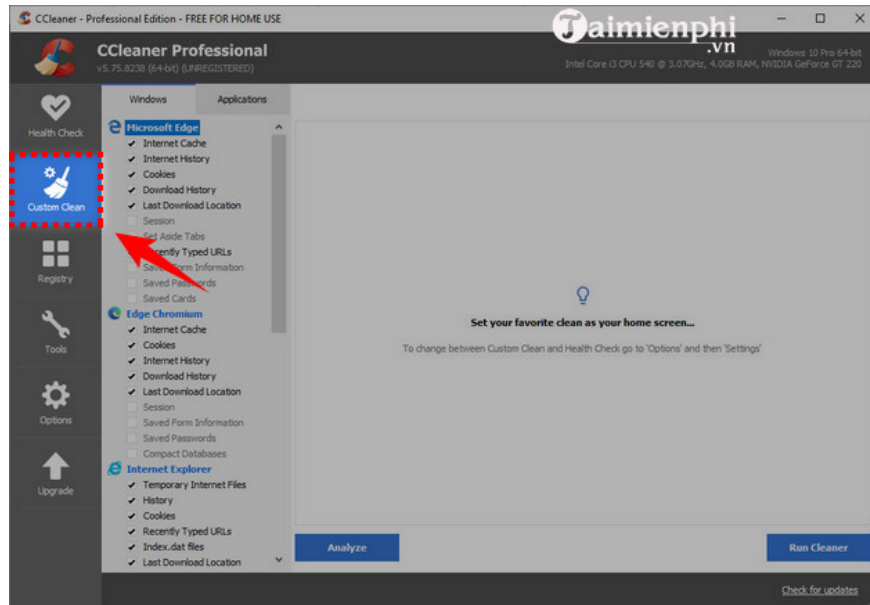 CCleaner - Professional Edition - FREE FOR HOME USE
Taimienphi
.vn
CCleaner Professional
v5.75.8238 (64-bit) (UNREGISTERED)
Windows 10 Pro 64-bit
Intel Core i3 CPU 540 @ 3.07GHz, 4.0GB RAM, NVIDIA GeForce GT 220
Health Check
Custom Clean
Registry
Tools
Options
Upgrade
Windows
Applications
Microsoft Edge
Internet Cache
Internet History
Cookies
Download History
Last Download Location
Session
Set Aside Tabs
Recently Typed URLs
Saved Form Information
Saved Passwords
Saved Cards
Edge Chromium
Internet Cache
Cookies
Internet History
Download History
Last Download Location
Session
Saved Form Information
Saved Passwords
Compact Databases
Internet Explorer
Temporary Internet Files
History
Cookies
Recently Typed URLs
Index.dat files
Last Download Location
Set your favorite clean as your home screen...
To change between Custom Clean and Health Check go to 'Options' and then 'Settings'
Analyze
Run Cleaner
Check for updates